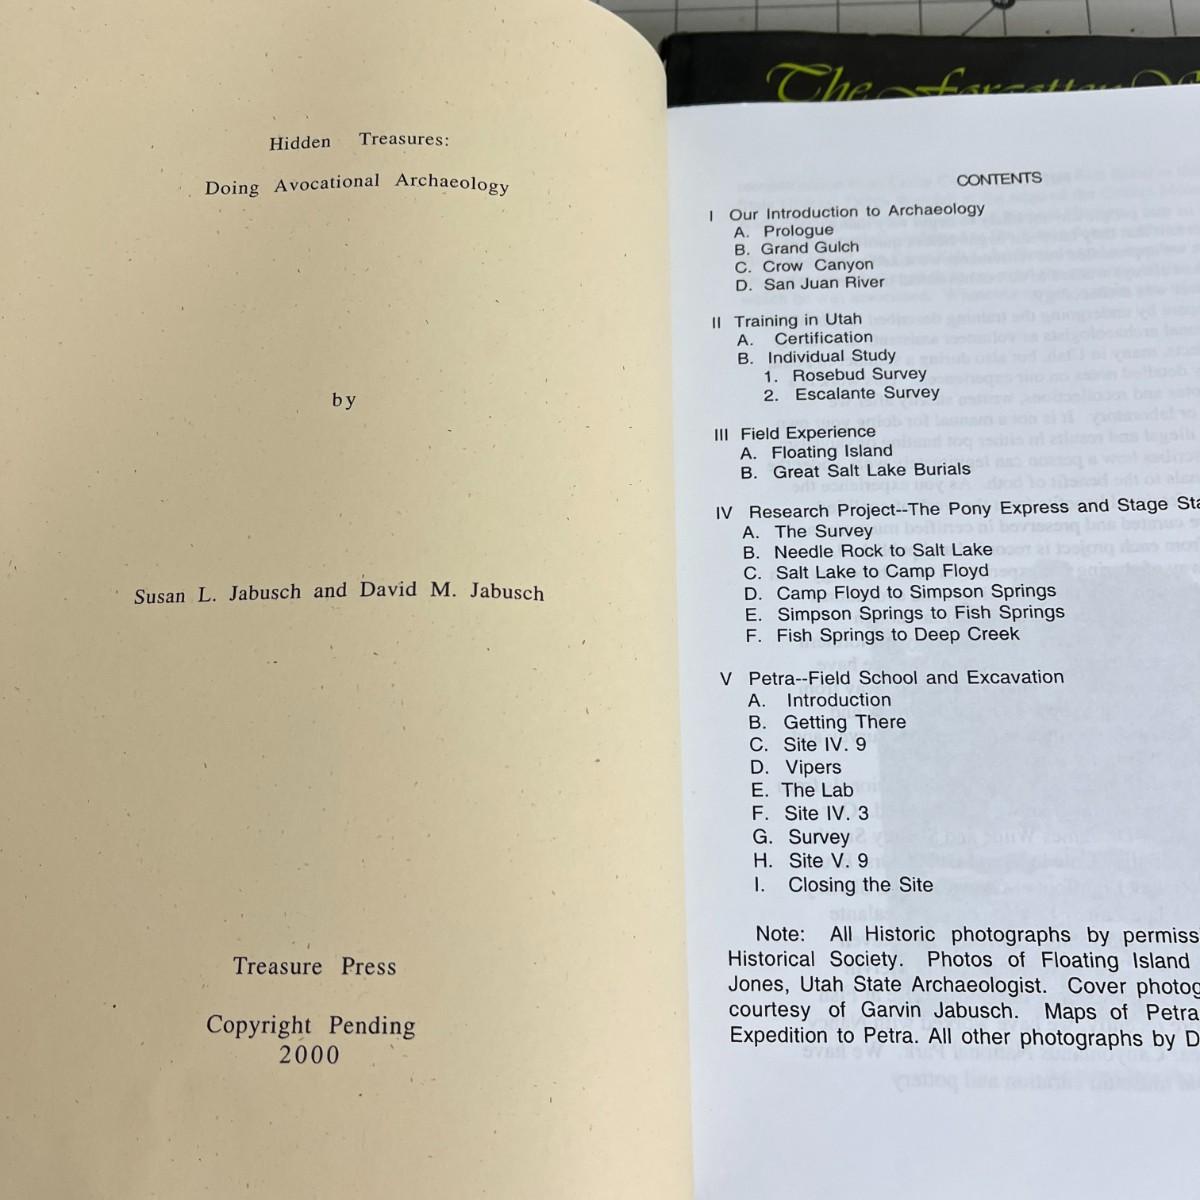 Hidden Treasures:
Doing Avocational Archaeology
by
Susan L. Jabusch and David M. Jabusch
Treasure Press
Copyright Pending
2000
The Forgotten
CONTENTS
I Our Introduction to Archaeology
A. Prologue
B. Grand Gulch
C. Crow Canyon
D. San Juan River
II Training in Utah
A. Certification
B. Individual Study
1. Rosebud Survey
2. Escalante Survey
III Field Experience
A. Floating Island
B. Great Salt Lake Burials
IV Research Project--The Pony Express and Stage Sta
A. The Survey
B. Needle Rock to Salt Lake
C. Salt Lake to Camp Floyd
D. Camp Floyd to Simpson Springs
E. Simpson Springs to Fish Springs
F. Fish Springs to Deep Creek
V Petra--Field School and Excavation
A. Introduction
B. Getting There
C. Site IV. 9
D. Vipers
E. The Lab
F. Site IV. 3
G. Survey
H. Site V. 9
I. Closing the Site
Note: All Historic photographs by permiss
Historical Society. Photos of Floating Island
Jones, Utah State Archaeologist. Cover photog
courtesy of Garvin Jabusch. Maps of Petra
Expedition to Petra. All other photographs by D